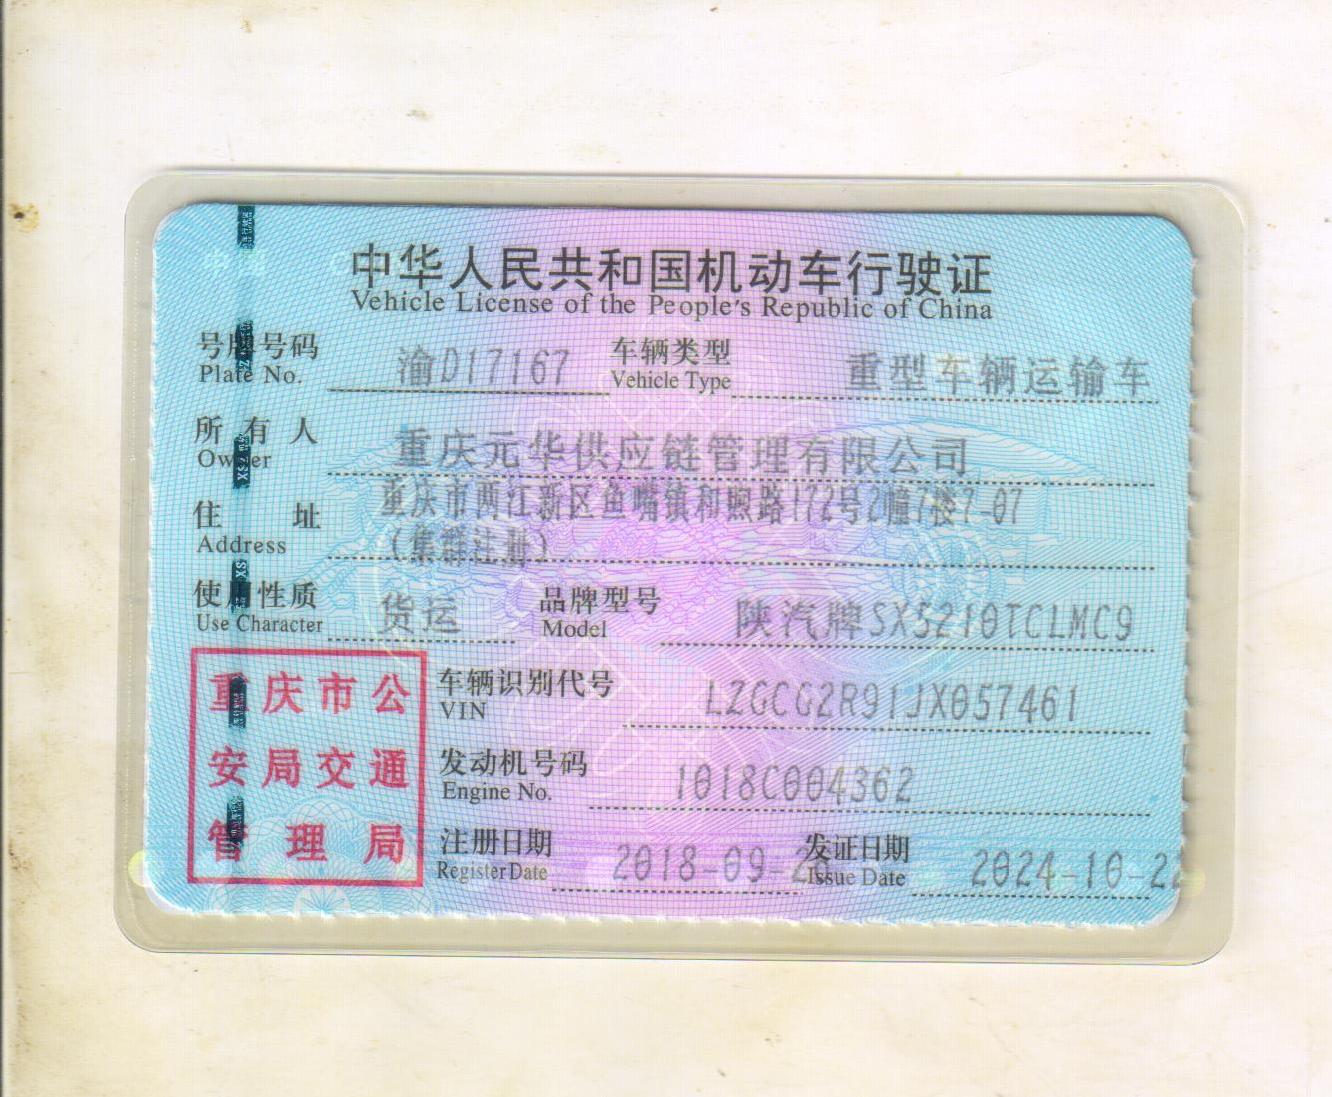 中华人民共和国机动车行驶证
Vehicle License of the People's Republic of China
号牌号码 渝D17167 车辆类型 重型车辆运输车
Plate No. Vehicle Type
所有人 重庆元华供应链管理有限公司
Owner
住址 重庆市两江新区鱼嘴镇和煦路172号2幢7楼7-07
Address (集群注册)
使用性质 货运 品牌型号 陕汽牌SX5210TCLMC9
Use Character Model
重庆市公
安局交通
管理局
车辆识别代号 LZGCG2R91JX057461
VIN
发动机号码 1018C004362
Engine No.
注册日期 2018-09- 发证日期 2024-10-22
Register Date Issue Date